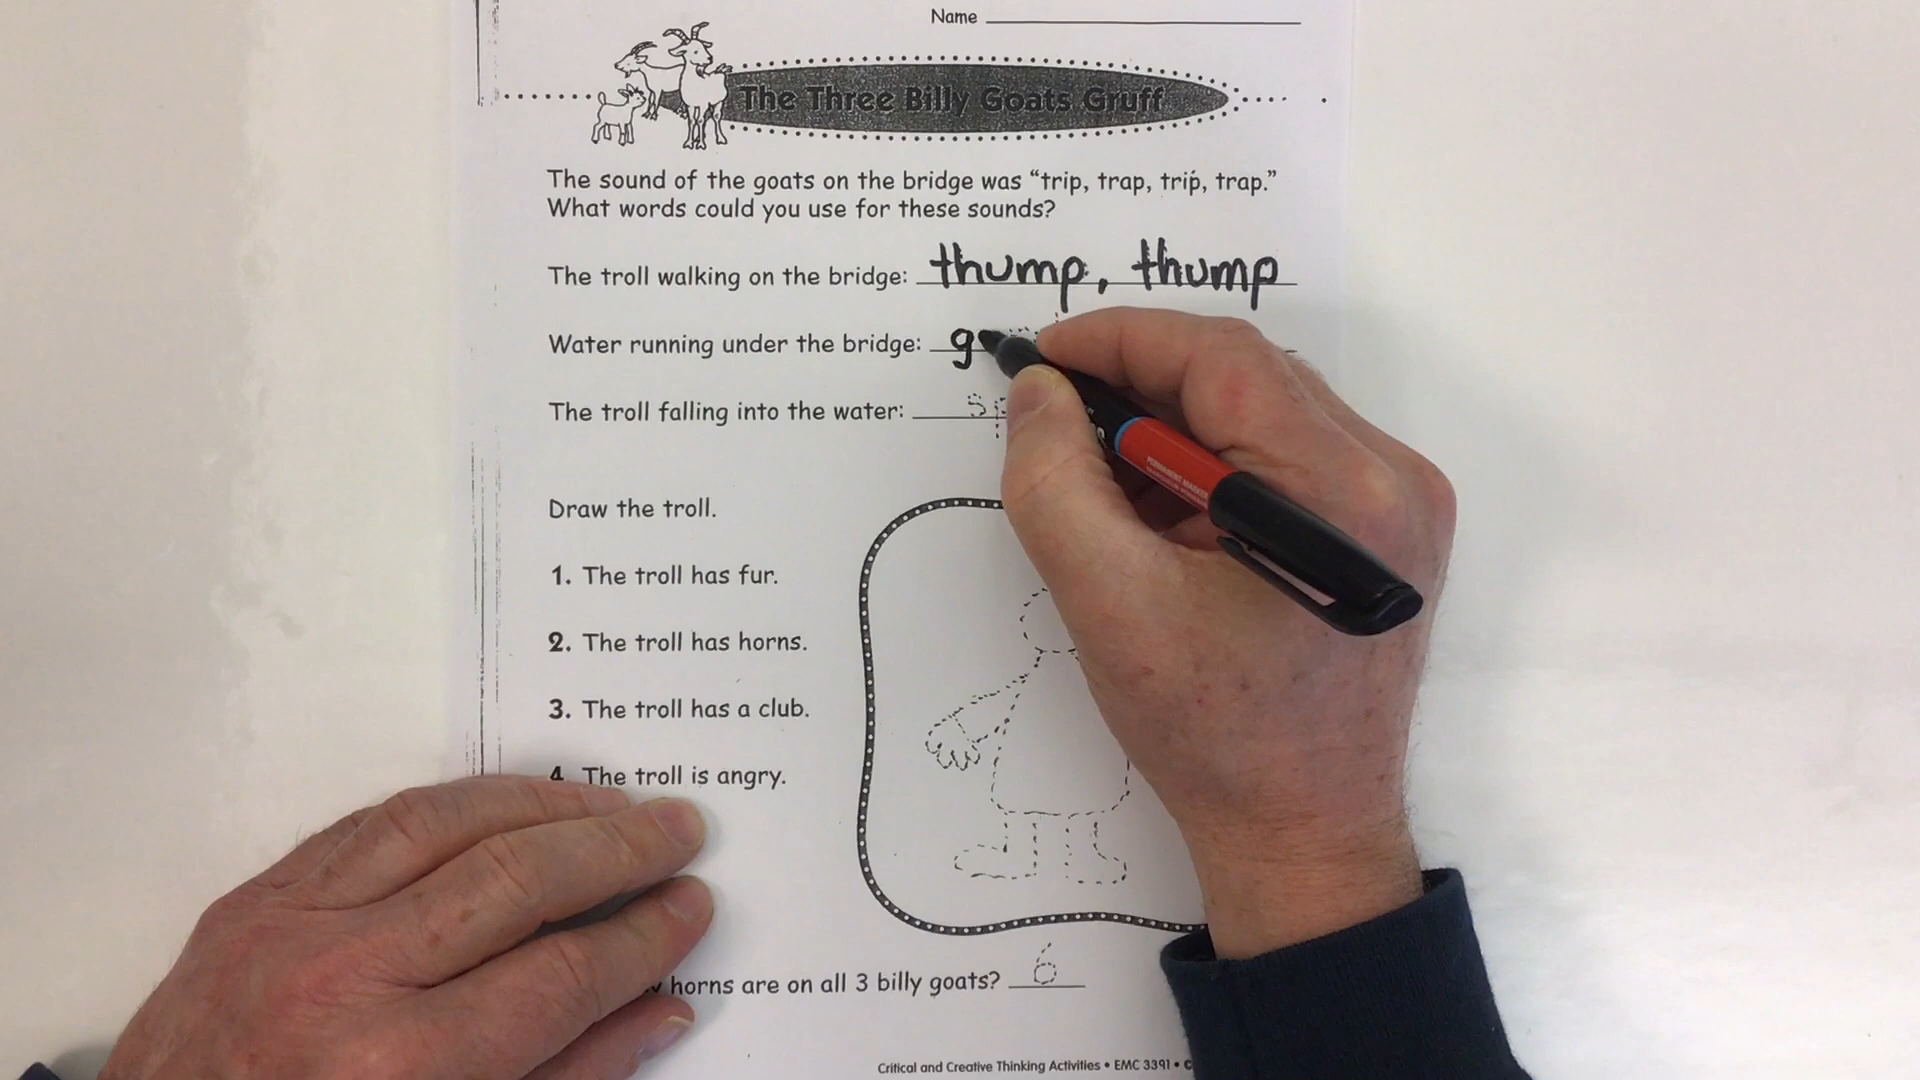 Name
The Three Billy Goats Gruff
The sound of the goats on the bridge was “trip, trap, trip, trap.”
What words could you use for these sounds?
The troll walking on the bridge: thump, thump
Water running under the bridge: g
The troll falling into the water: s
Draw the troll.
1. The troll has fur.
2. The troll has horns.
3. The troll has a club.
4. The troll is angry.
horns are on all 3 billy goats? 6
Critical and Creative Thinking Activities • EMC 3391 •
PERMANENT MARKER